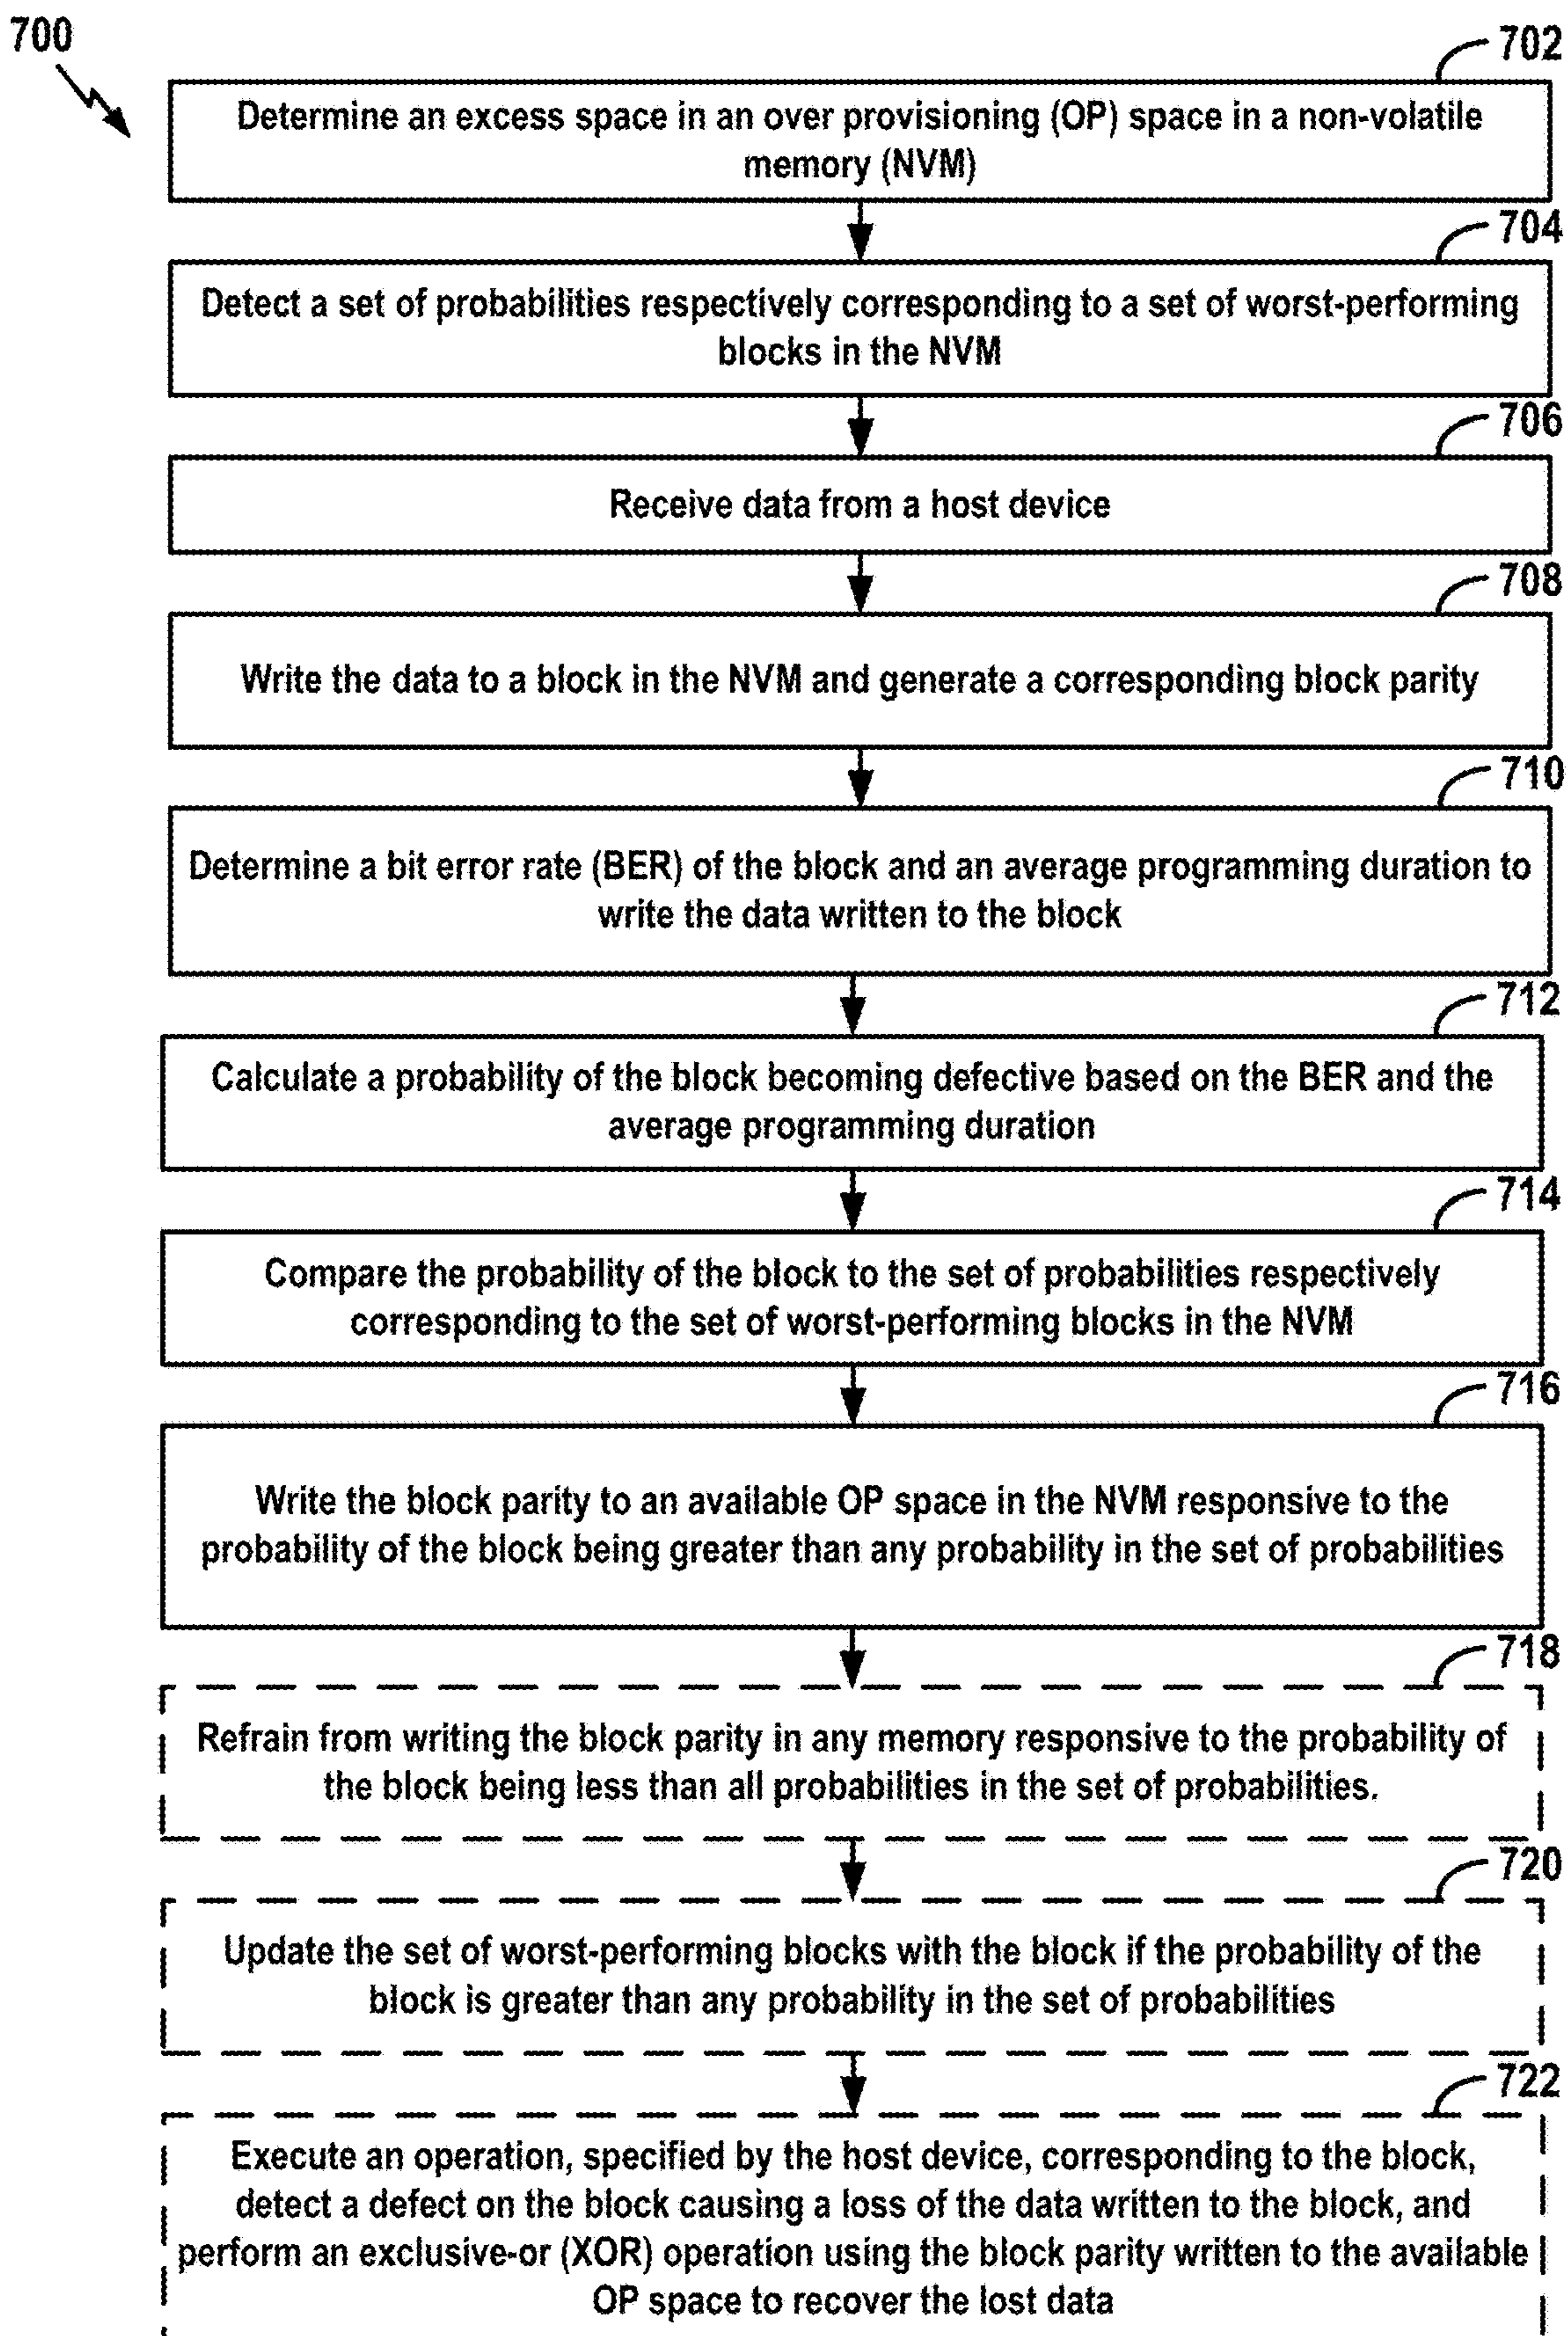 700
702
Determine an excess space in an over provisioning (OP) space in a non-volatile
memory (NVM)
704
Detect a set of probabilities respectively corresponding to a set of worst-performing
blocks in the NVM
706
Receive data from a host device
708
Write the data to a block in the NVM and generate a corresponding block parity
710
Determine a bit error rate (BER) of the block and an average programming duration to
write the data written to the block
712
Calculate a probability of the block becoming defective based on the BER and the
average programming duration
714
Compare the probability of the block to the set of probabilities respectively
corresponding to the set of worst-performing blocks in the NVM
716
Write the block parity to an available OP space in the NVM responsive to the
probability of the block being greater than any probability in the set of probabilities
718
Refrain from writing the block parity in any memory responsive to the probability of
the block being less than all probabilities in the set of probabilities.
720
Update the set of worst-performing blocks with the block if the probability of the
block is greater than any probability in the set of probabilities
722
Execute an operation, specified by the host device, corresponding to the block,
detect a defect on the block causing a loss of the data written to the block, and
perform an exclusive-or (XOR) operation using the block parity written to the available
OP space to recover the lost data